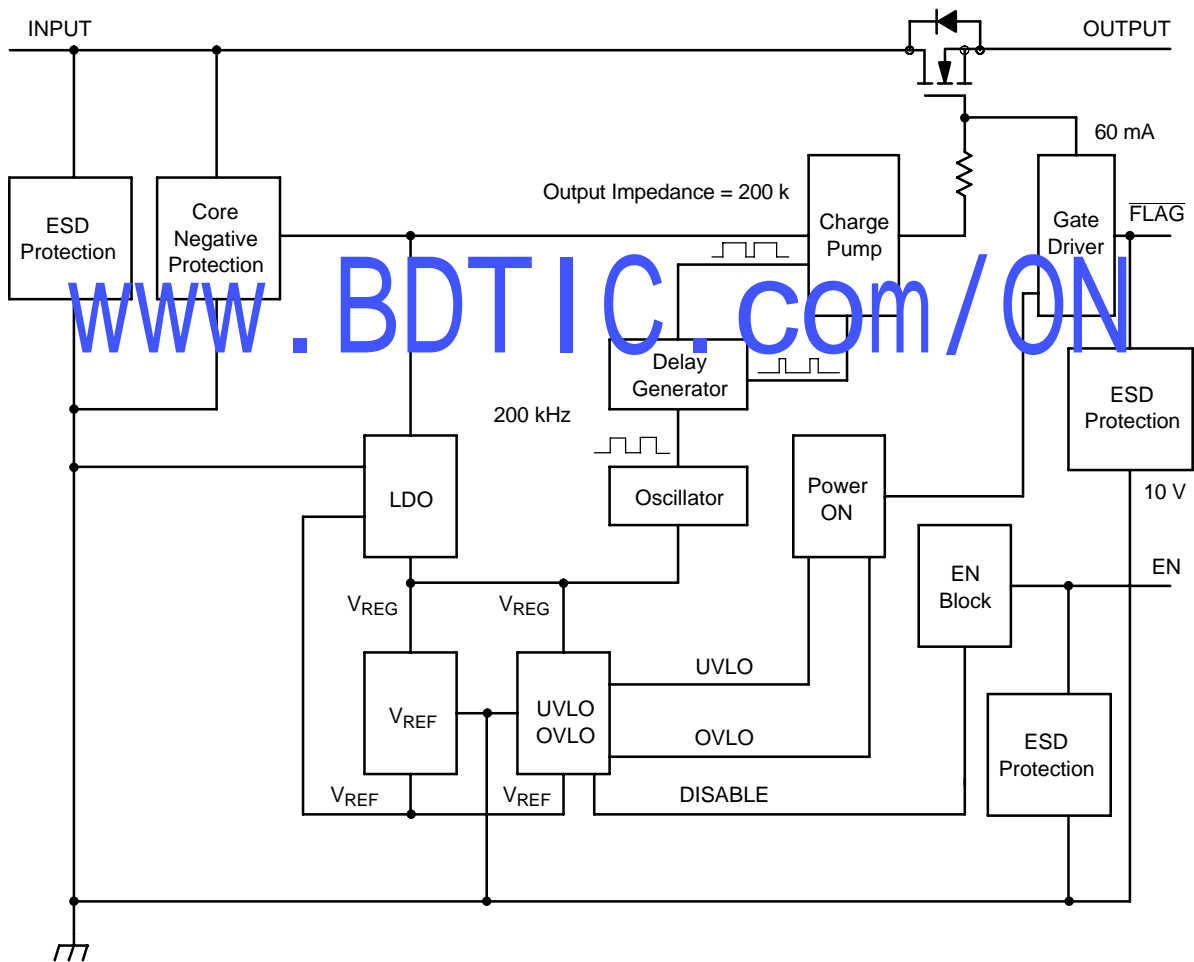 INPUT
OUTPUT
60 mA
ESD
Protection
Core
Negative
Protection
Output Impedance = 200 k
Charge
Pump
Gate
Driver
FLAG
www.BDTIC.com/ON
Delay
Generator
200 kHz
ESD
Protection
LDO
Oscillator
Power
ON
10 V
EN
Block
EN
VREG
VREG
UVLO
VREF
UVLO
OVLO
OVLO
ESD
Protection
VREF
VREF
DISABLE